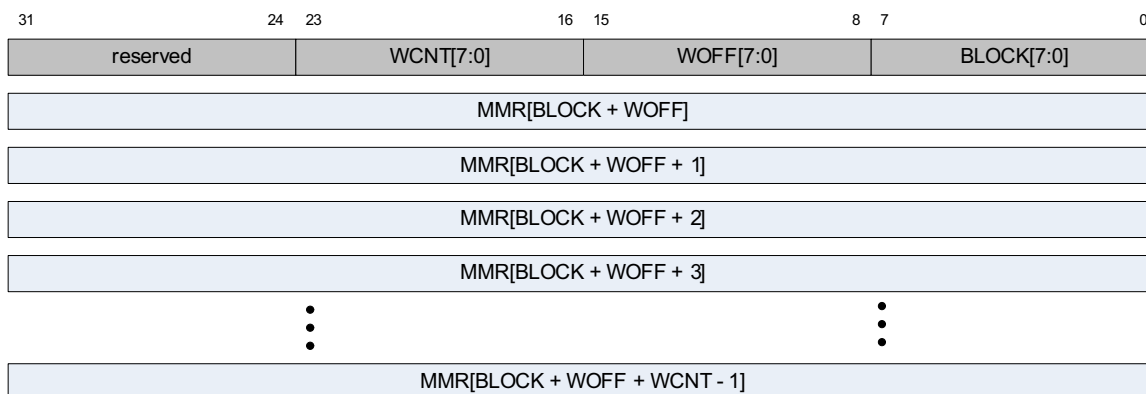 31 24 23 16 15 8 7 0
reserved WCNT[7:0] WOFF[7:0] BLOCK[7:0]
MMR[BLOCK + WOFF]
MMR[BLOCK + WOFF + 1]
MMR[BLOCK + WOFF + 2]
MMR[BLOCK + WOFF + 3]
MMR[BLOCK + WOFF + WCNT - 1]